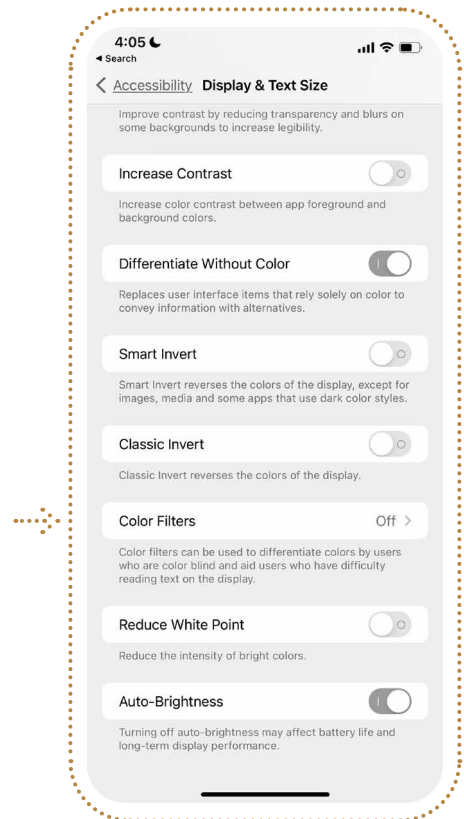 4:05
◂ Search
Accessibility Display & Text Size
Improve contrast by reducing transparency and blurs on
some backgrounds to increase legibility.
Increase Contrast
Increase color contrast between app foreground and
background colors.
Differentiate Without Color
Replaces user interface items that rely solely on color to
convey information with alternatives.
Smart Invert
Smart Invert reverses the colors of the display, except for
images, media and some apps that use dark color styles.
Classic Invert
Classic Invert reverses the colors of the display.
Color Filters Off
Color filters can be used to differentiate colors by users
who are color blind and aid users who have difficulty
reading text on the display.
Reduce White Point
Reduce the intensity of bright colors.
Auto-Brightness
Turning off auto-brightness may affect battery life and
long-term display performance.